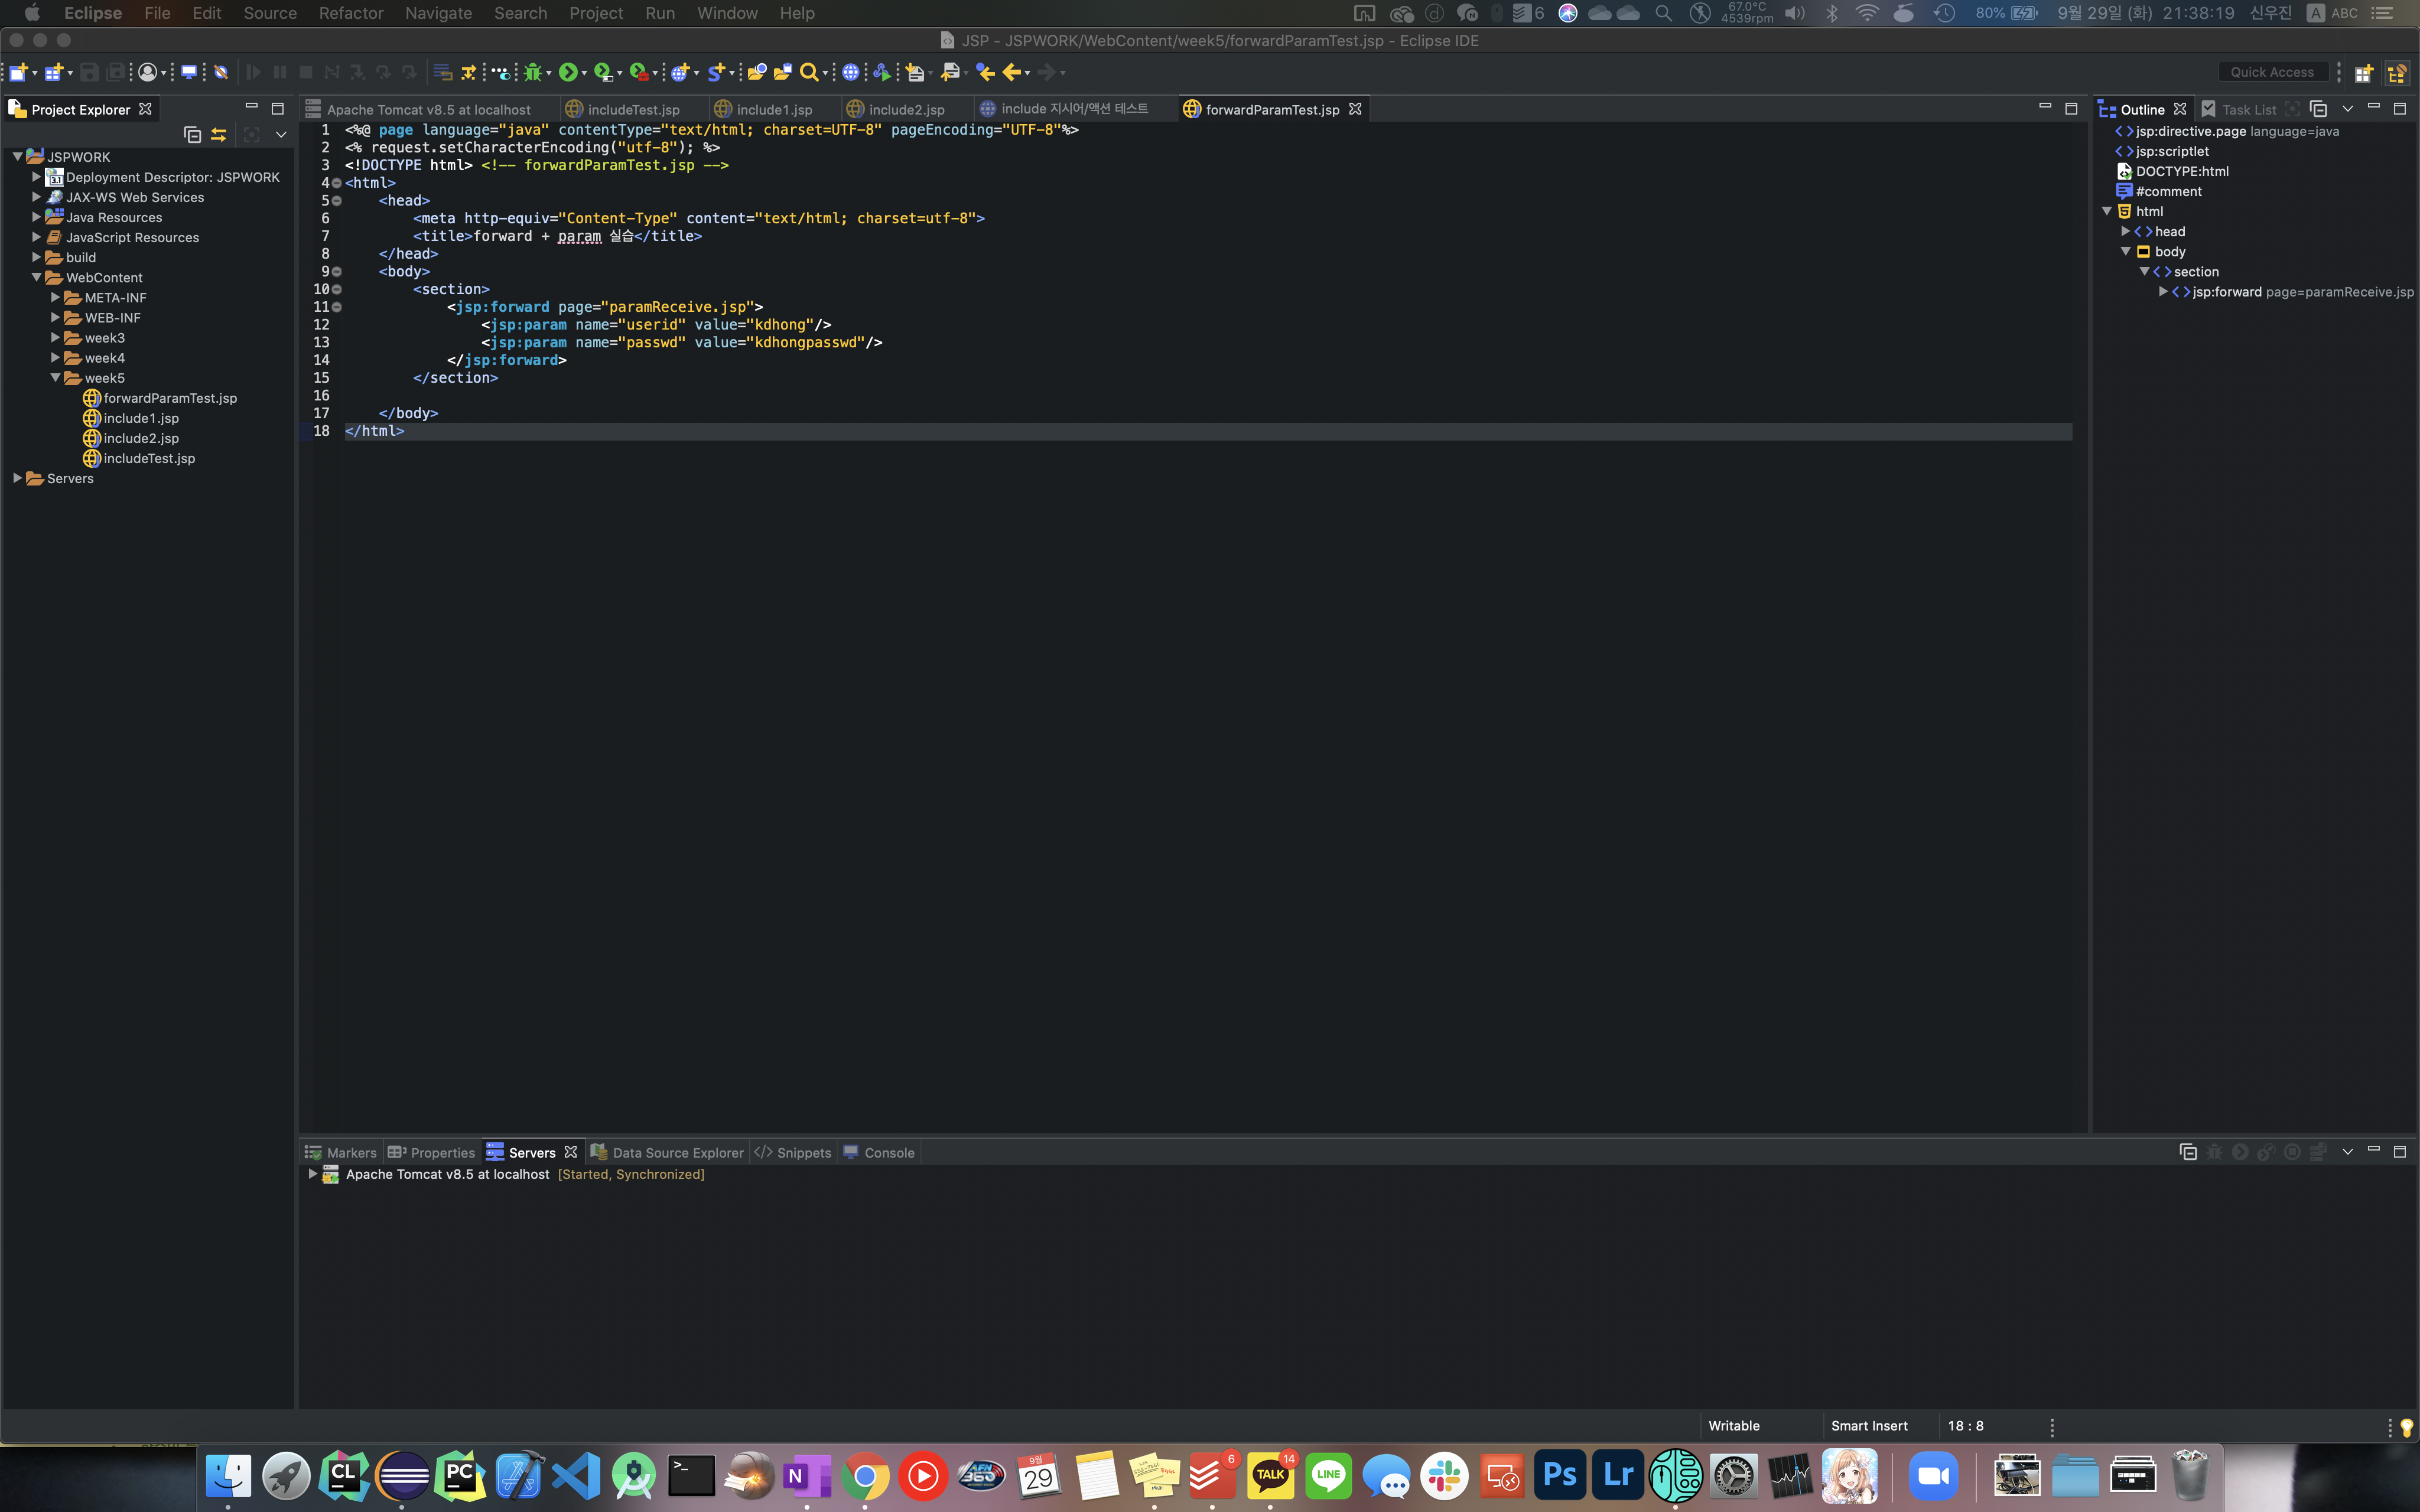 Eclipse File Edit Source Refactor Navigate Search Project Run Window Help
6 67.0°C 4539rpm 80% 9월 29일 (화) 21:38:19 신우진 A ABC
JSP - JSPWORK/WebContent/week5/forwardParamTest.jsp - Eclipse IDE
Quick Access
Project Explorer
JSPWORK
Deployment Descriptor: JSPWORK
JAX-WS Web Services
Java Resources
JavaScript Resources
build
WebContent
META-INF
WEB-INF
week3
week4
week5
forwardParamTest.jsp
include1.jsp
include2.jsp
includeTest.jsp
Servers
Apache Tomcat v8.5 at localhost includeTest.jsp include1.jsp include2.jsp include 지시어/액션 테스트 forwardParamTest.jsp
1 <%@ page language="java" contentType="text/html; charset=UTF-8" pageEncoding="UTF-8"%>
2 <% request.setCharacterEncoding("utf-8"); %>
3 <!DOCTYPE html> <!-- forwardParamTest.jsp -->
4 <html>
5 <head>
6 <meta http-equiv="Content-Type" content="text/html; charset=utf-8">
7 <title>forward + param 실습</title>
8 </head>
9 <body>
10 <section>
11 <jsp:forward page="paramReceive.jsp">
12 <jsp:param name="userid" value="kdhong"/>
13 <jsp:param name="passwd" value="kdhongpasswd"/>
14 </jsp:forward>
15 </section>
16
17 </body>
18 </html>
Outline Task List
jsp:directive.page language=java
jsp:scriptlet
DOCTYPE:html
#comment
html
head
body
section
jsp:forward page=paramReceive.jsp
Markers Properties Servers Data Source Explorer Snippets Console
Apache Tomcat v8.5 at localhost [Started, Synchronized]
Writable Smart Insert 18 : 8
CL PC >_ N AFN 360 9월 29 6 TALK 14 LINE Ps Lr